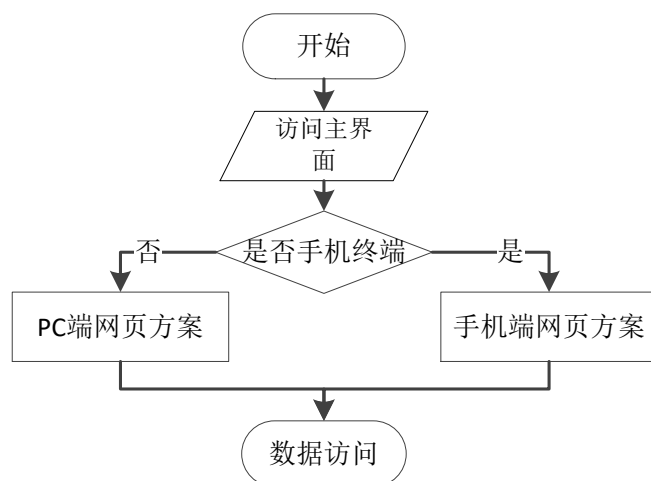 开始
访问主界
面
是否手机终端
否
是
PC端网页方案
手机端网页方案
数据访问